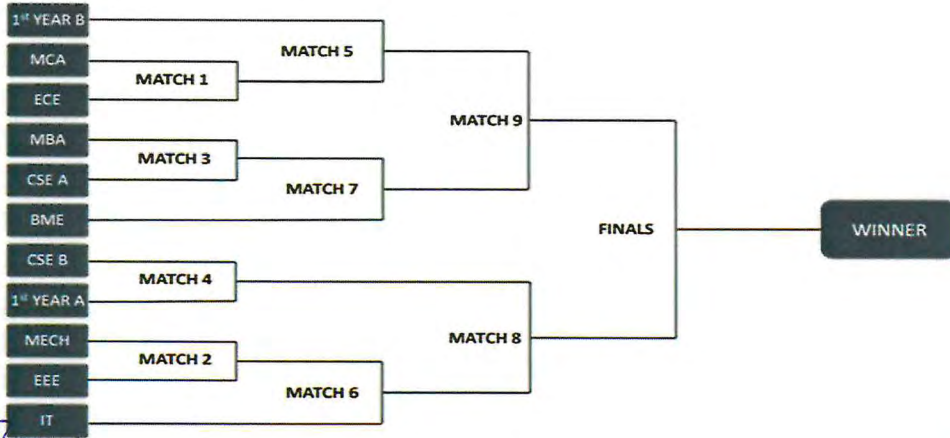 1st YEAR B
MCA
ECE
MBA
CSE A
BME
CSE B
1st YEAR A
MECH
EEE
IT
MATCH 1
MATCH 3
MATCH 4
MATCH 2
MATCH 5
MATCH 7
MATCH 6
MATCH 9
MATCH 8
FINALS
WINNER